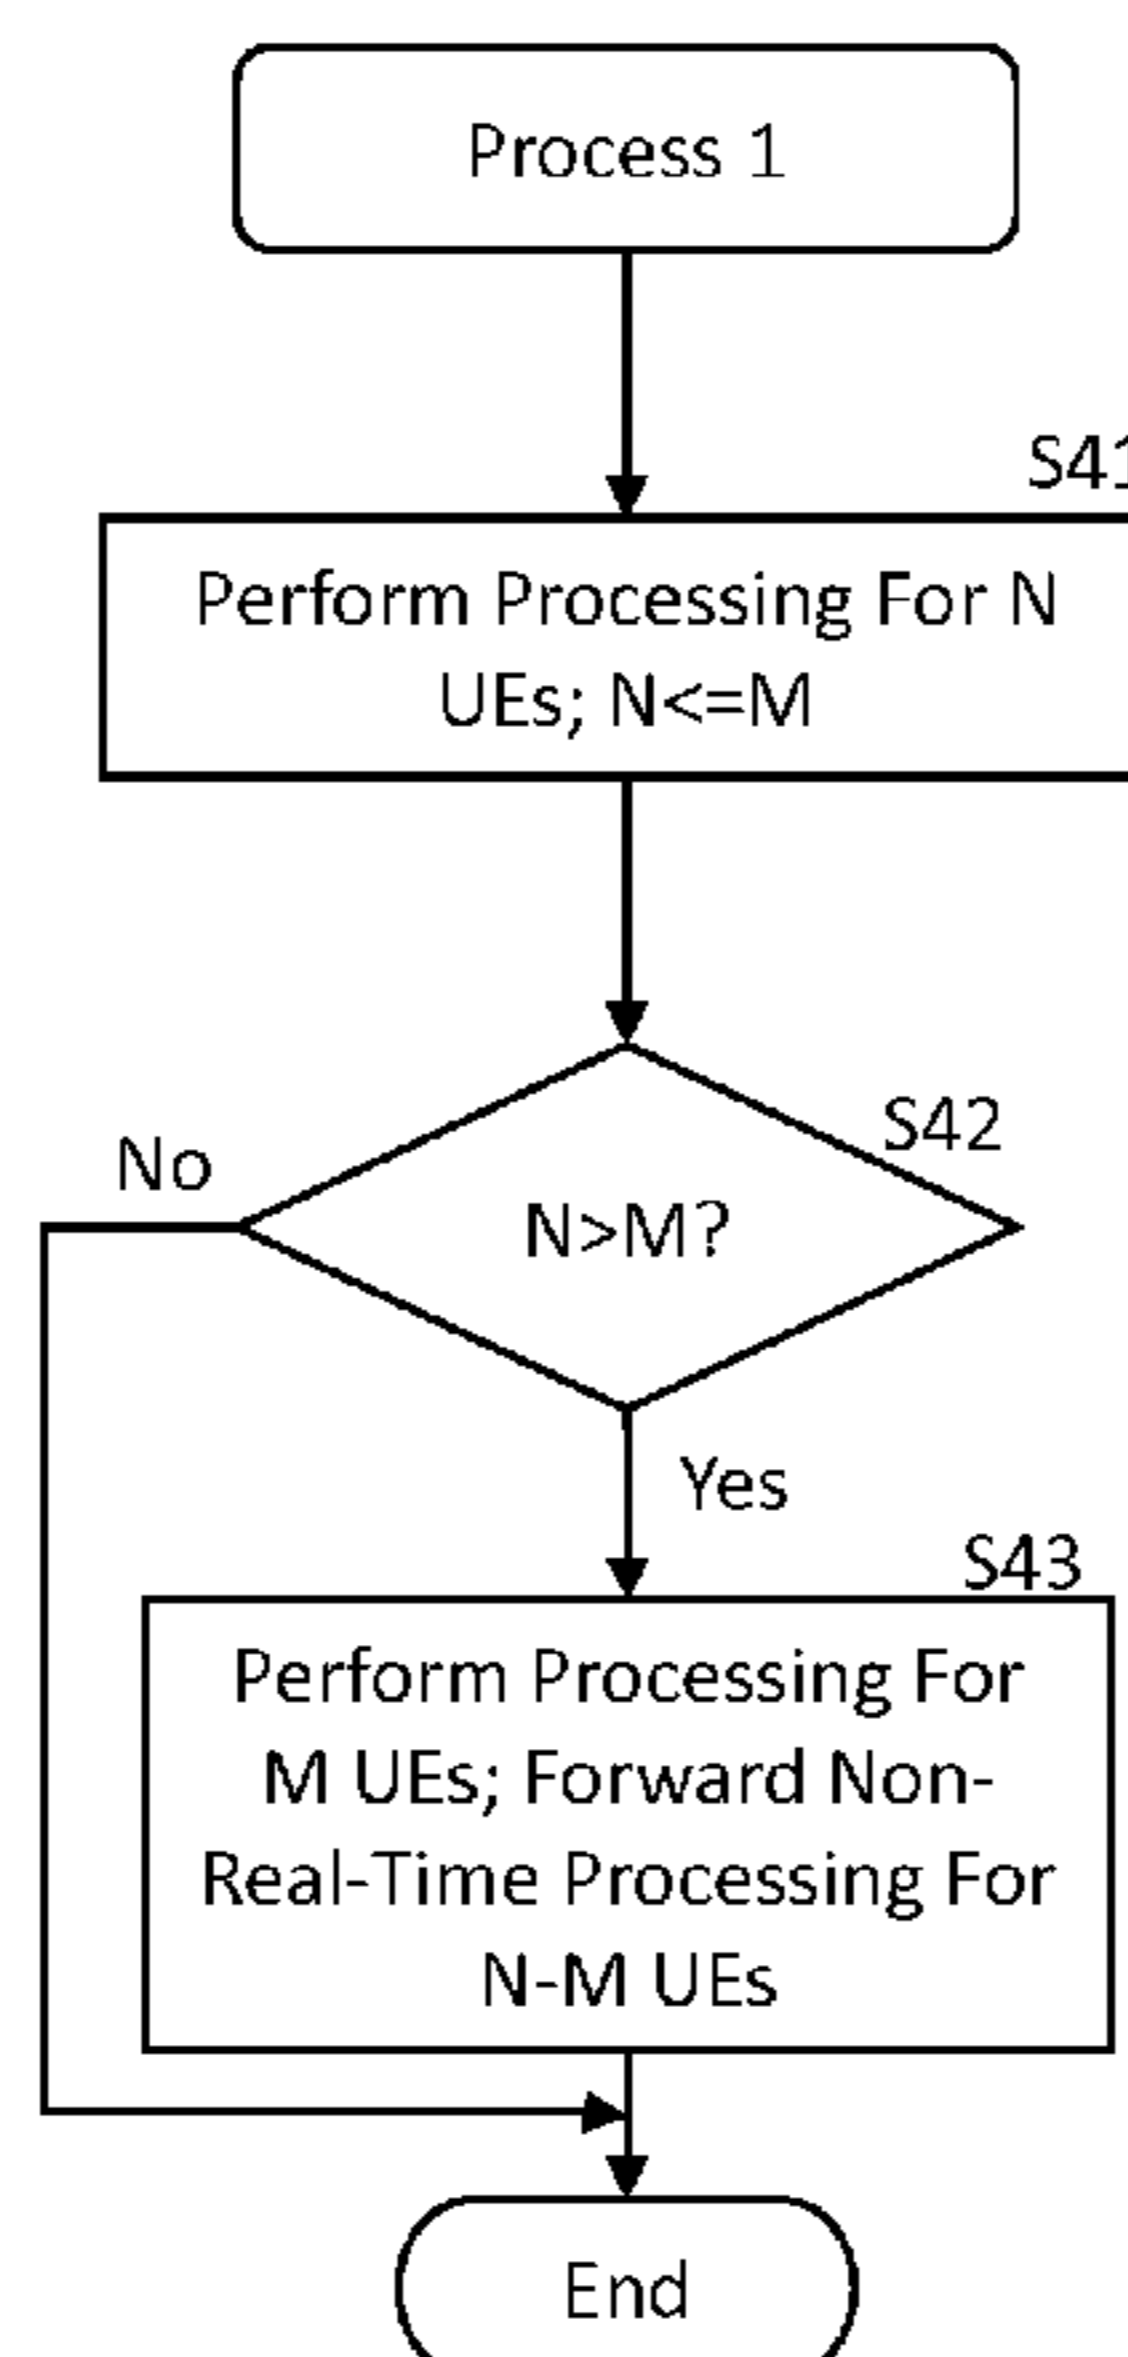 Process 1
S41
Perform Processing For N
UEs; N<=M
S42
No
N>M?
Yes
S43
Perform Processing For
M UEs; Forward Non-
Real-Time Processing For
N-M UEs
End